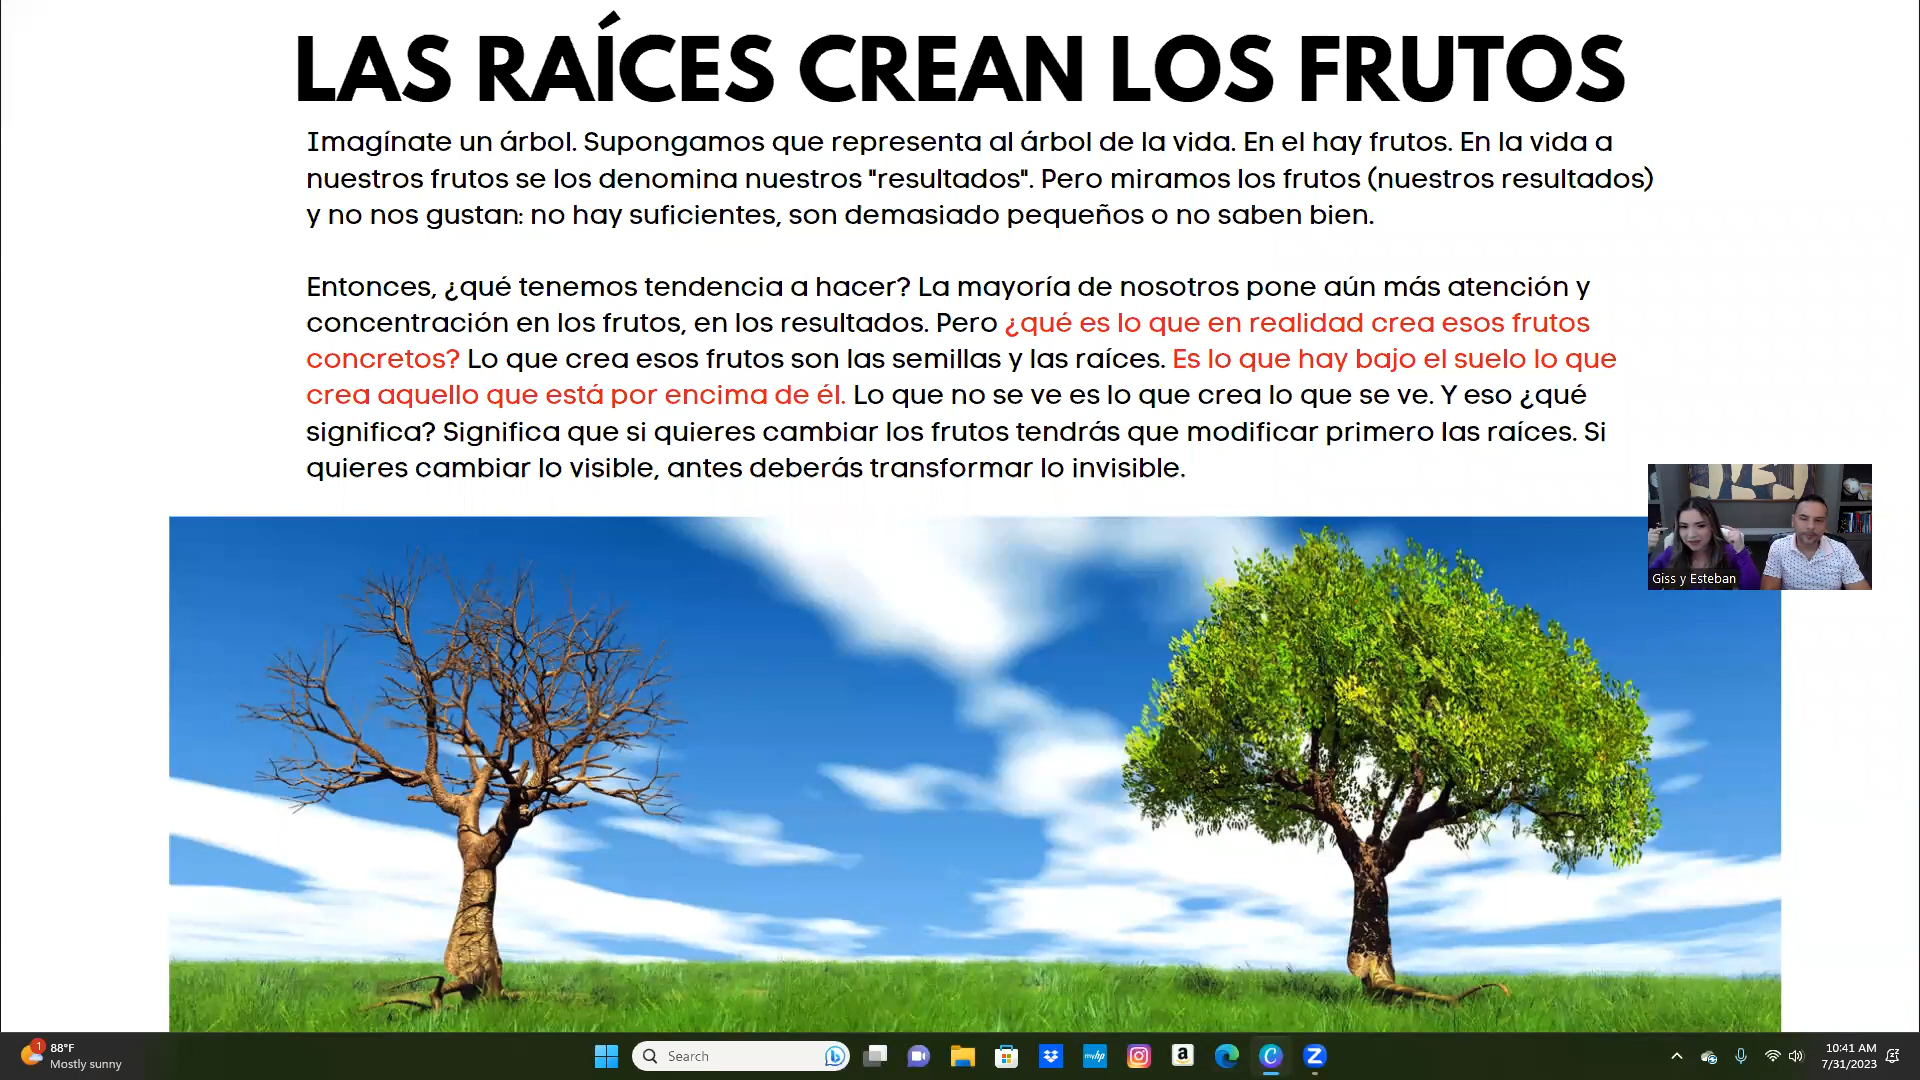 LAS RAÍCES CREAN LOS FRUTOS
Imagínate un árbol. Supongamos que representa al árbol de la vida. En el hay frutos. En la vida a
nuestros frutos se los denomina nuestros "resultados". Pero miramos los frutos (nuestros resultados)
y no nos gustan: no hay suficientes, son demasiado pequeños o no saben bien.
Entonces, ¿qué tenemos tendencia a hacer? La mayoría de nosotros pone aún más atención y
concentración en los frutos, en los resultados. Pero ¿qué es lo que en realidad crea esos frutos
concretos? Lo que crea esos frutos son las semillas y las raíces. Es lo que hay bajo el suelo lo que
crea aquello que está por encima de él. Lo que no se ve es lo que crea lo que se ve. Y eso ¿qué
significa? Significa que si quieres cambiar los frutos tendrás que modificar primero las raíces. Si
quieres cambiar lo visible, antes deberás transformar lo invisible.
Giss y Esteban
1
88°F
Mostly sunny
Search
myhp
a
C
Z
10:41 AM
7/31/2023